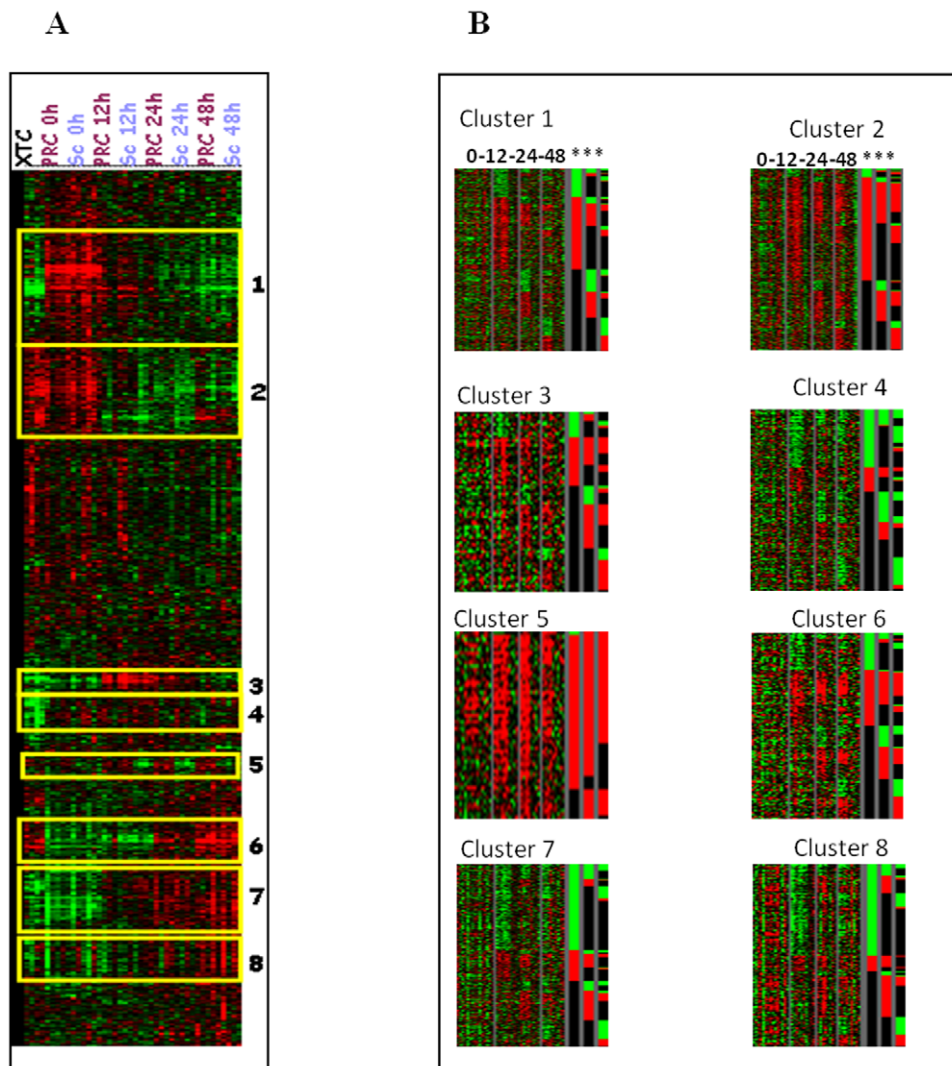 A
B
XTC
PRC 0h
Sc 0h
PRC 12h
Sc 12h
PRC 24h
Sc 24h
PRC 48h
Sc 48h
1
2
3
4
5
6
7
8
Cluster 1
0-12-24-48 ***
Cluster 2
0-12-24-48 ***
Cluster 3
Cluster 4
Cluster 5
Cluster 6
Cluster 7
Cluster 8